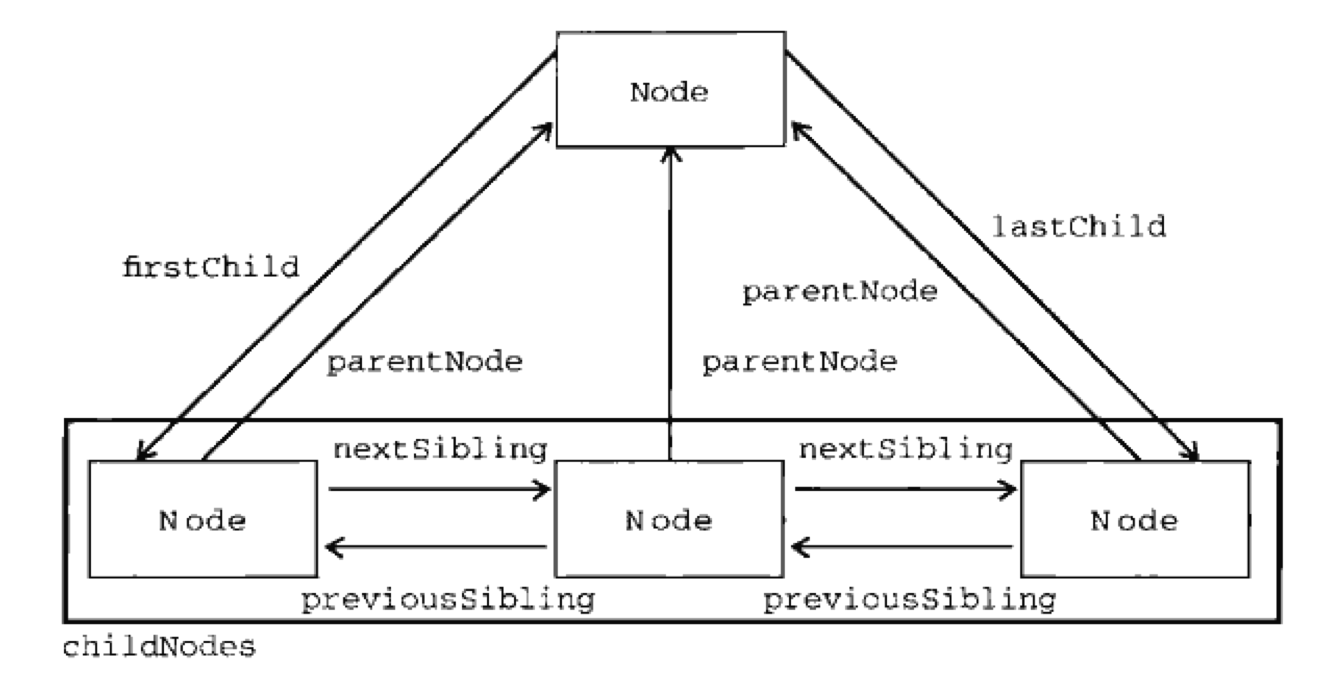 Node
lastChild
firstChild
parentNode
parentNode
parentNode
nextSibling
nextSibling
Node
Node
Node
previousSibling
previousSibling
childNodes